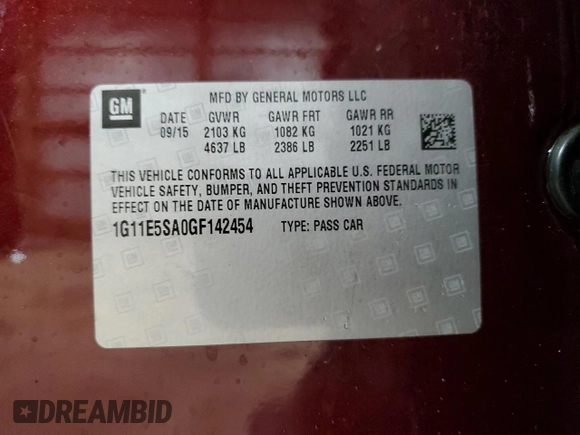 GM
MFD BY GENERAL MOTORS LLC
DATE GVWR GAWR FRT GAWR RR
09/15 2103 KG 1082 KG 1021 KG
4637 LB 2386 LB 2251 LB
THIS VEHICLE CONFORMS TO ALL APPLICABLE U.S. FEDERAL MOTOR
VEHICLE SAFETY, BUMPER, AND THEFT PREVENTION STANDARDS IN
EFFECT ON THE DATE OF MANUFACTURE SHOWN ABOVE.
1G11E5SA0GF142454 TYPE: PASS CAR
DREAMBID